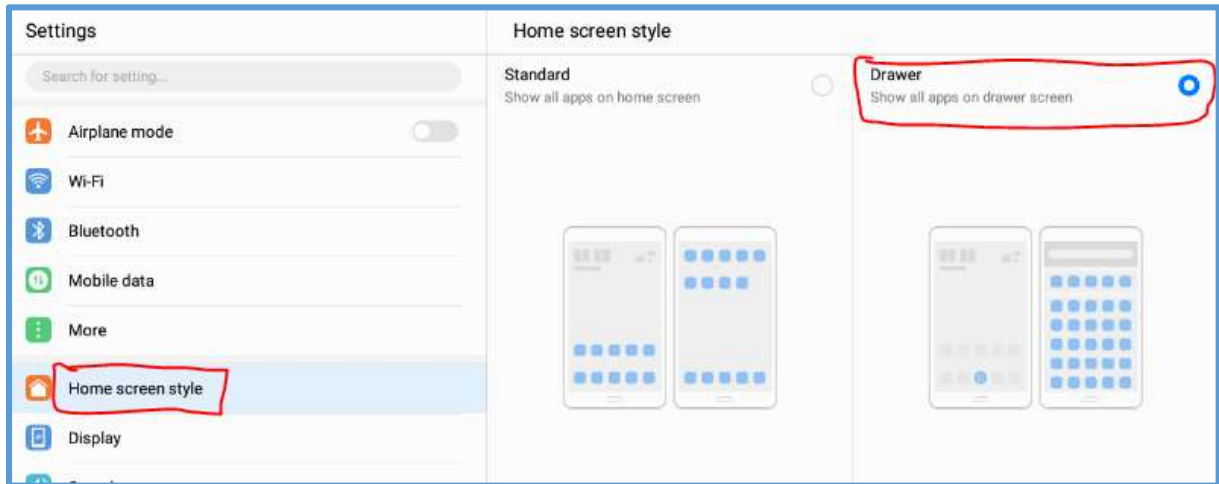 Settings
Search for setting...
Airplane mode
Wi-Fi
Bluetooth
Mobile data
More
Home screen style
Display
Home screen style
Standard
Show all apps on home screen
Drawer
Show all apps on drawer screen